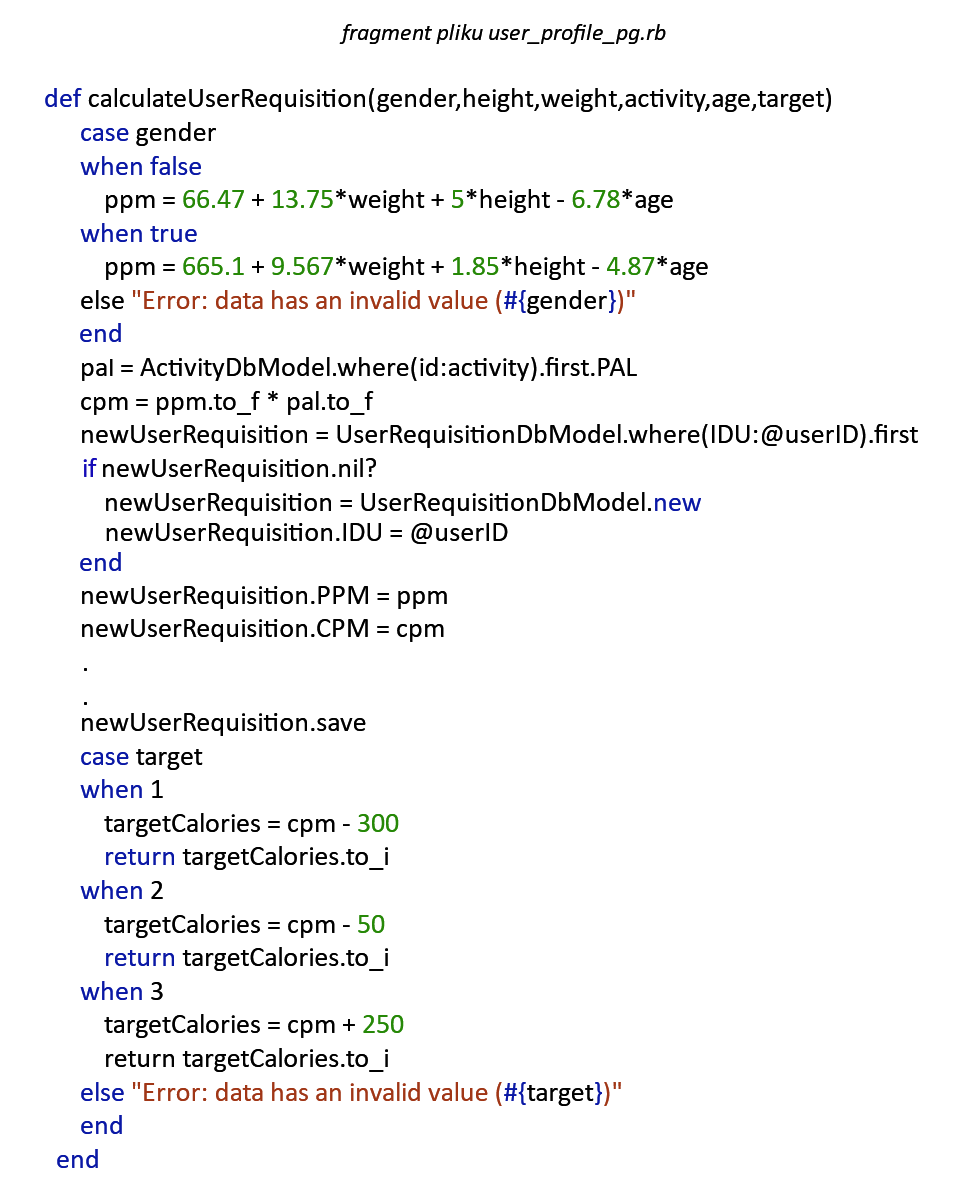 fragment pliku user_profile_pg.rb
def calculateUserRequisition(gender,height,weight,activity,age,target)
case gender
when false
ppm = 66.47 + 13.75*weight + 5*height - 6.78*age
when true
ppm = 665.1 + 9.567*weight + 1.85*height - 4.87*age
else "Error: data has an invalid value (#{gender})"
end
pal = ActivityDbModel.where(id:activity).first.PAL
cpm = ppm.to_f * pal.to_f
newUserRequisition = UserRequisitionDbModel.where(IDU:@userID).first
if newUserRequisition.nil?
newUserRequisition = UserRequisitionDbModel.new
newUserRequisition.IDU = @userID
end
newUserRequisition.PPM = ppm
newUserRequisition.CPM = cpm
.
.
newUserRequisition.save
case target
when 1
targetCalories = cpm - 300
return targetCalories.to_i
when 2
targetCalories = cpm - 50
return targetCalories.to_i
when 3
targetCalories = cpm + 250
return targetCalories.to_i
else "Error: data has an invalid value (#{target})"
end
end